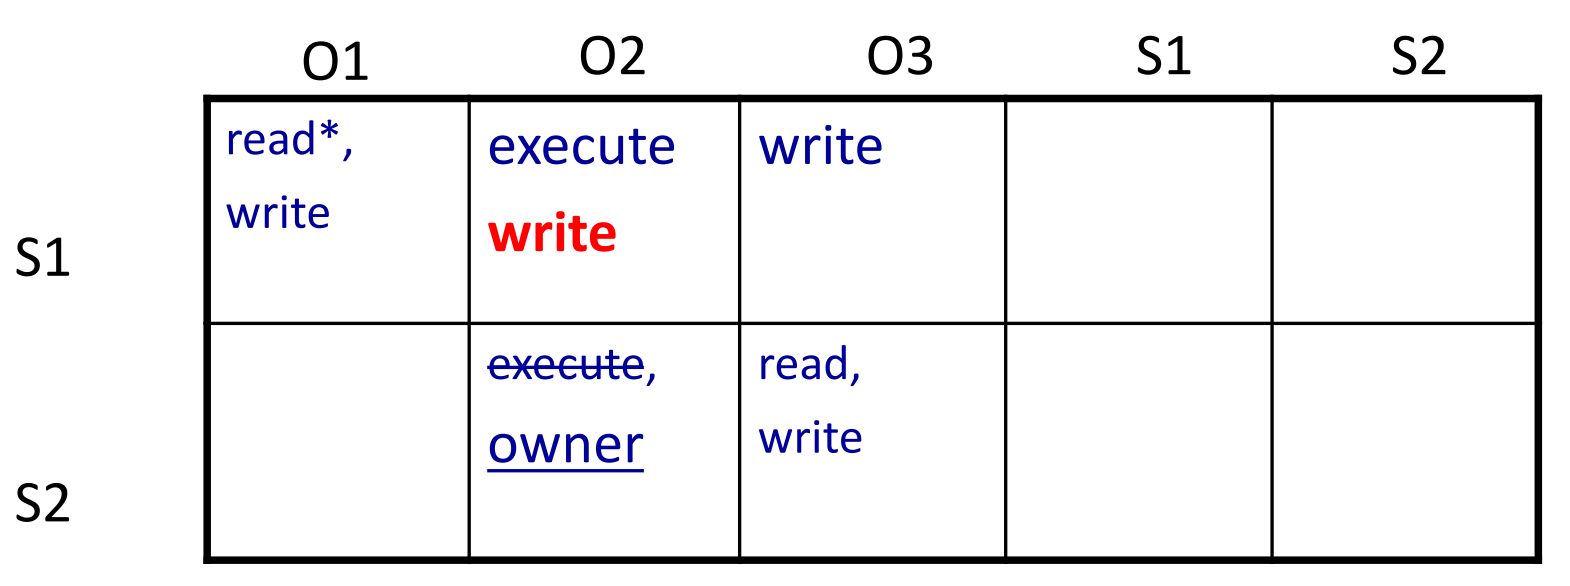 O1 O2 O3 S1 S2
S1
read*,
write
execute
write
write
S2
execute,
owner
read,
write